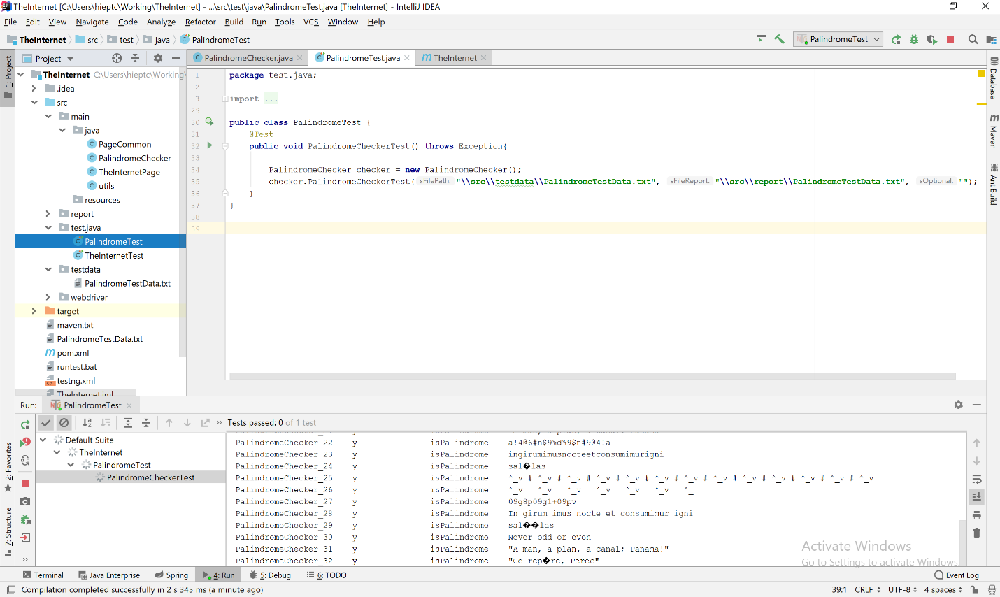 TheInternet [C:\Users\hieptc\Working\TheInternet] - ...\src\test\java\PalindromeTest.java [TheInternet] - IntelliJ IDEA
File Edit View Navigate Code Analyze Refactor Build Run Tools VCS Window Help
TheInternet src test java PalindromeTest
PalindromeTest
1: Project
Project
PalindromeChecker.java PalindromeTest.java TheInternet
TheInternet C:\Users\hieptc\Working\
.idea
src
main
java
PageCommon
PalindromeChecker
TheInternetPage
utils
resources
report
test.java
PalindromeTest
TheInternetTest
testdata
PalindromeTestData.txt
webdriver
target
maven.txt
PalindromeTestData.txt
pom.xml
runtest.bat
testng.xml
TheInternet.iml
1 package test.java;
2
3 import ...
29
30 public class PalindromeTest {
31 @Test
32 public void PalindromeCheckerTest() throws Exception{
33
34 PalindromeChecker checker = new PalindromeChecker();
35 checker.PalindromeCheckerTest( sFilePath: "\\src\\testdata\\PalindromeTestData.txt", sFileReport: "\\src\\report\\PalindromeTestData.txt", sOptional: "");
36 }
37 }
38
39
Database
Maven
Ant Build
Run: PalindromeTest
Tests passed: 0 of 1 test
2: Favorites
7: Structure
Default Suite
TheInternet
PalindromeTest
PalindromeCheckerTest
PalindromeChecker_22 y isPalindrome a!4@6#n$9%d%9$n#9@4!a
PalindromeChecker_23 y isPalindrome ingirumimusnocteetconsumimurigni
PalindromeChecker_24 y isPalindrome sal�las
PalindromeChecker_25 y isPalindrome ^_v # ^_v # ^_v # ^_v # ^_v # ^_v # ^_v # ^_v # ^_v # ^_v # ^_v # ^_v # ^_v
PalindromeChecker_26 y isPalindrome ^_v ^_v ^_v ^_v ^_v ^_v ^_
PalindromeChecker_27 y isPalindrome 09g8p09g1+09pv
PalindromeChecker_28 y isPalindrome In girum imus nocte et consumimur igni
PalindromeChecker_29 y isPalindrome sal��las
PalindromeChecker_30 y isPalindrome Never odd or even
PalindromeChecker_31 y isPalindrome "A man, a plan, a canal; Panama!"
PalindromeChecker_32 y isPalindrome "Ce rep�re, Perec"
Activate Windows
Go to Settings to activate Windows.
Terminal Java Enterprise Spring 4: Run 5: Debug 6: TODO Event Log
Compilation completed successfully in 2 s 345 ms (a minute ago) 39:1 CRLF UTF-8 4 spaces